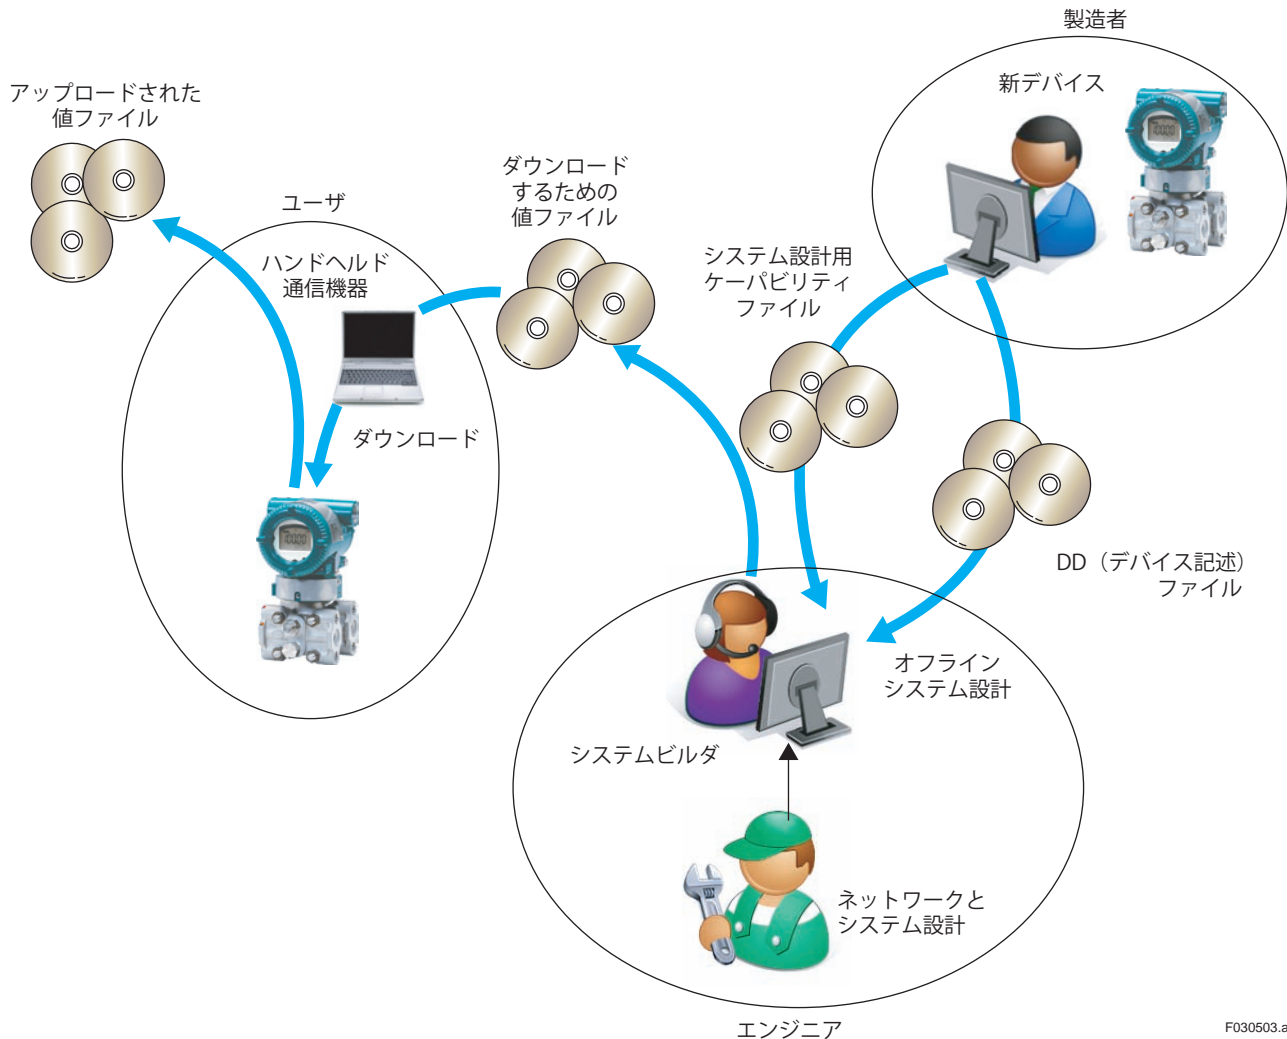 製造者
新デバイス
アップロードされた
値ファイル
ダウンロード
するための
値ファイル
ユーザ
ハンドヘルド
通信機器
システム設計用
ケーパビリティ
ファイル
ダウンロード
DD（デバイス記述）
ファイル
オフライン
システム設計
システムビルダ
ネットワークと
システム設計
エンジニア
F030503.a